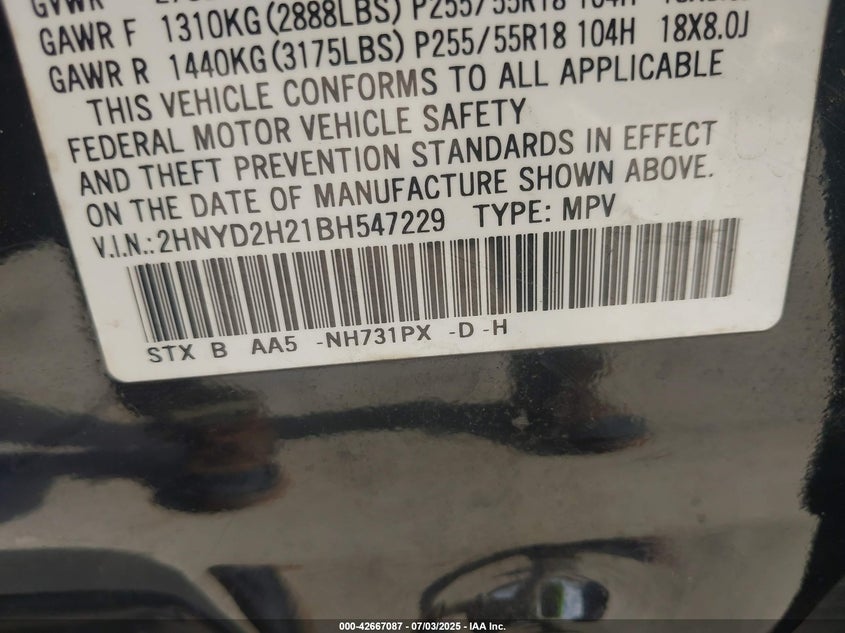 GVWR
GAWR F 1310KG (2888LBS) P255/55R18 104H
GAWR R 1440KG (3175LBS) P255/55R18 104H 18X8.0J
THIS VEHICLE CONFORMS TO ALL APPLICABLE
FEDERAL MOTOR VEHICLE SAFETY
AND THEFT PREVENTION STANDARDS IN EFFECT
ON THE DATE OF MANUFACTURE SHOWN ABOVE.
V.I.N.:2HNYD2H21BH547229 TYPE: MPV
STX B AA5 -NH731PX -D -H
000-42667087 - 07/03/2025 - IAA Inc.